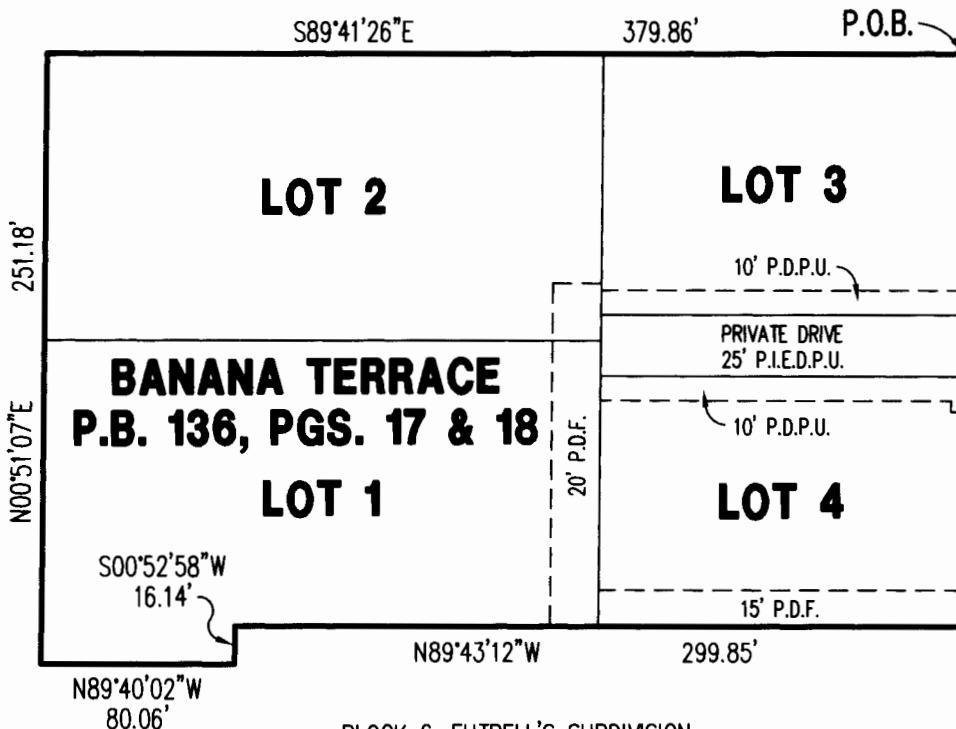 S89°41'26"E 379.86' P.O.B.
LOT 2
LOT 3
251.18'
10' P.D.P.U.
PRIVATE DRIVE
25' P.I.E.D.P.U.
BANANA TERRACE
P.B. 136, PGS. 17 & 18
N00°51'07"E
10' P.D.P.U.
20' P.D.F.
LOT 1
LOT 4
S00°52'58"W
16.14'
15' P.D.F.
N89°43'12"W 299.85'
N89°40'02"W
80.06'